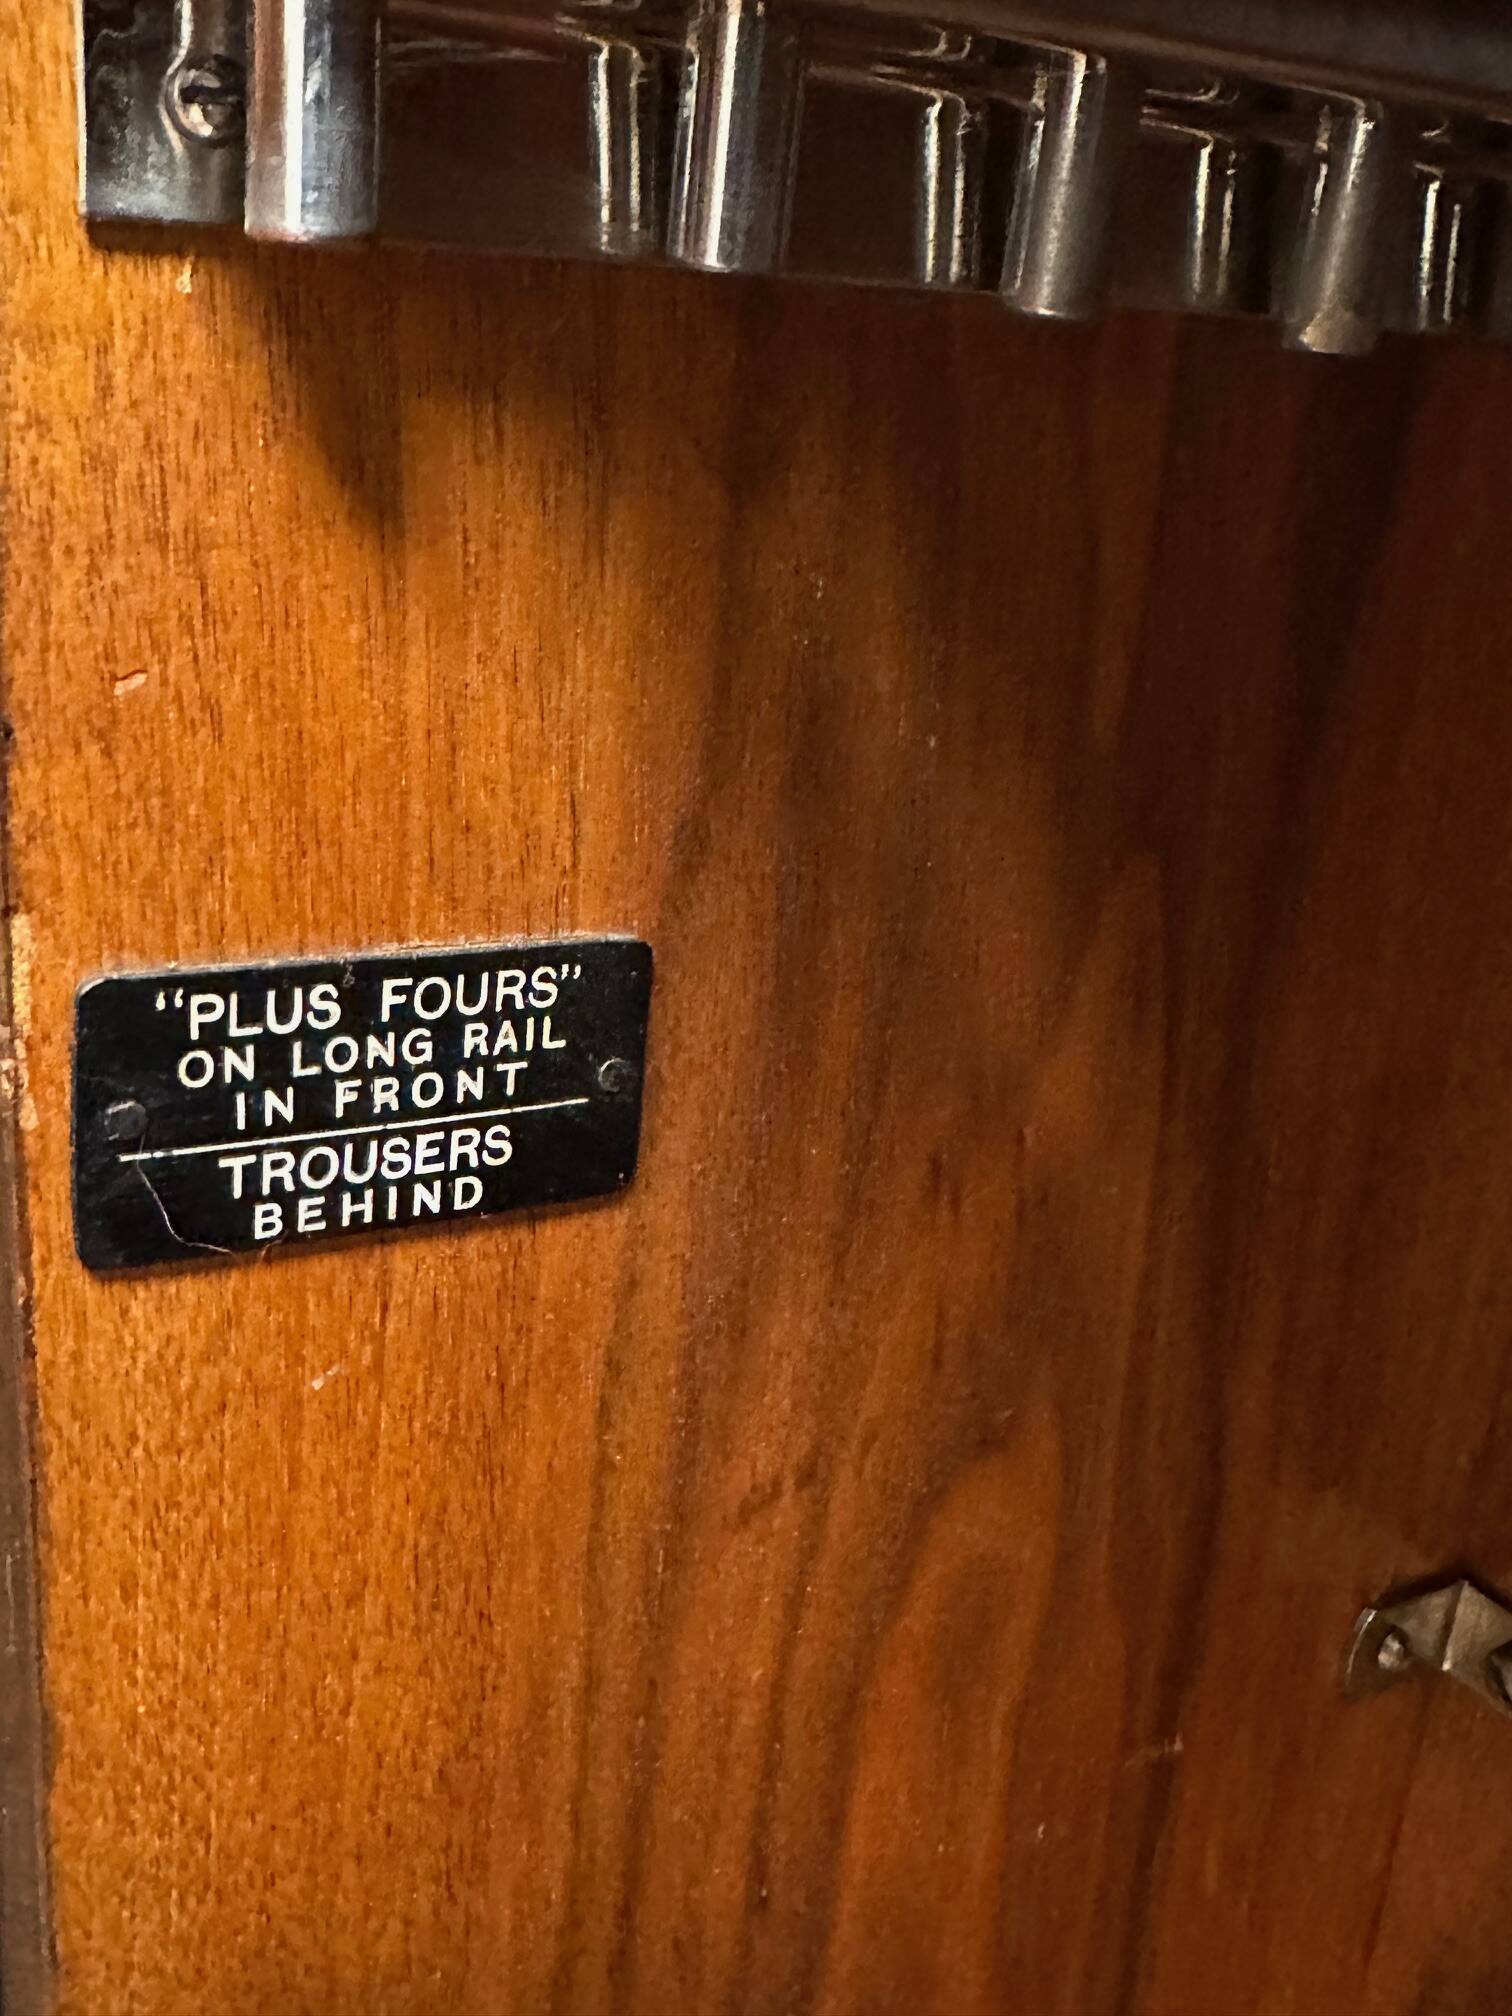 “PLUS FOURS”
ON LONG RAIL
IN FRONT
TROUSERS
BEHIND